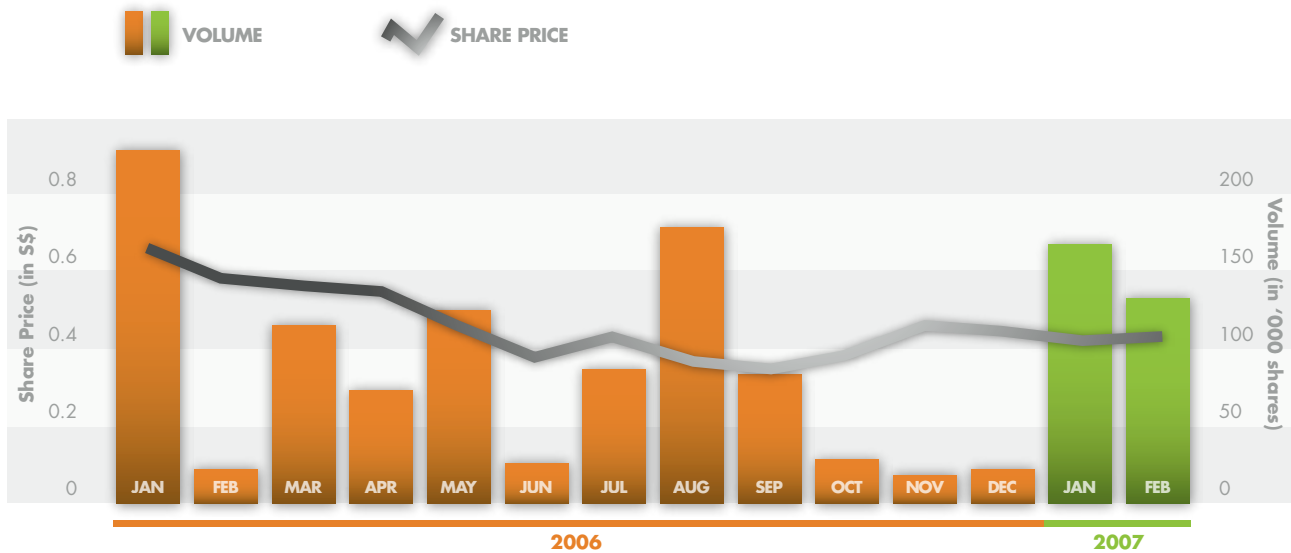 VOLUME SHARE PRICE
Share Price (in S$)
0.8
0.6
0.4
0.2
0
JAN FEB MAR APR MAY JUN JUL AUG SEP OCT NOV DEC JAN FEB
200
150
100
50
0
Volume (in ‘000 shares)
2006 2007